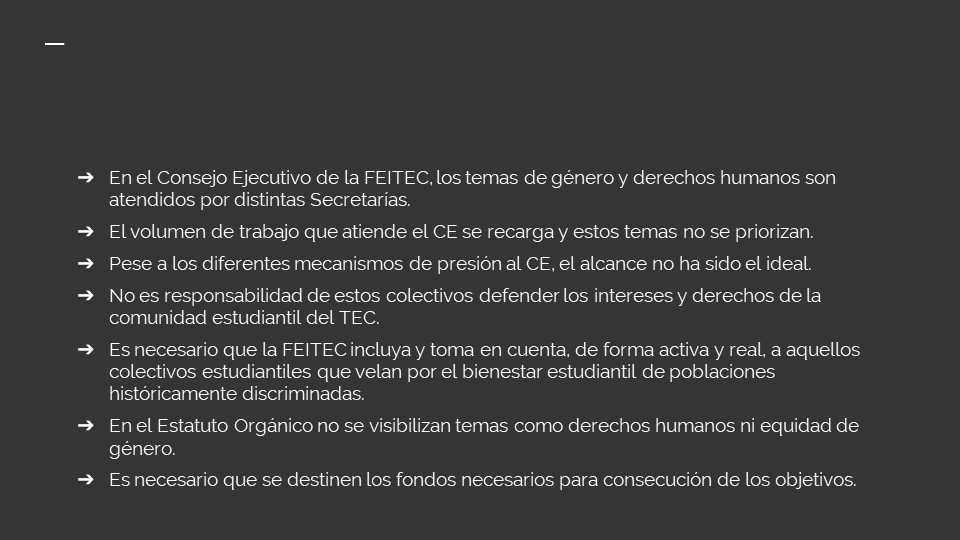 ➔ En el Consejo Ejecutivo de la FEITEC, los temas de género y derechos humanos son
atendidos por distintas Secretarías.
➔ El volumen de trabajo que atiende el CE se recarga y estos temas no se priorizan.
➔ Pese a los diferentes mecanismos de presión al CE, el alcance no ha sido el ideal.
➔ No es responsabilidad de estos colectivos defender los intereses y derechos de la
comunidad estudiantil del TEC.
➔ Es necesario que la FEITEC incluya y toma en cuenta, de forma activa y real, a aquellos
colectivos estudiantiles que velan por el bienestar estudiantil de poblaciones
históricamente discriminadas.
➔ En el Estatuto Orgánico no se visibilizan temas como derechos humanos ni equidad de
género.
➔ Es necesario que se destinen los fondos necesarios para consecución de los objetivos.